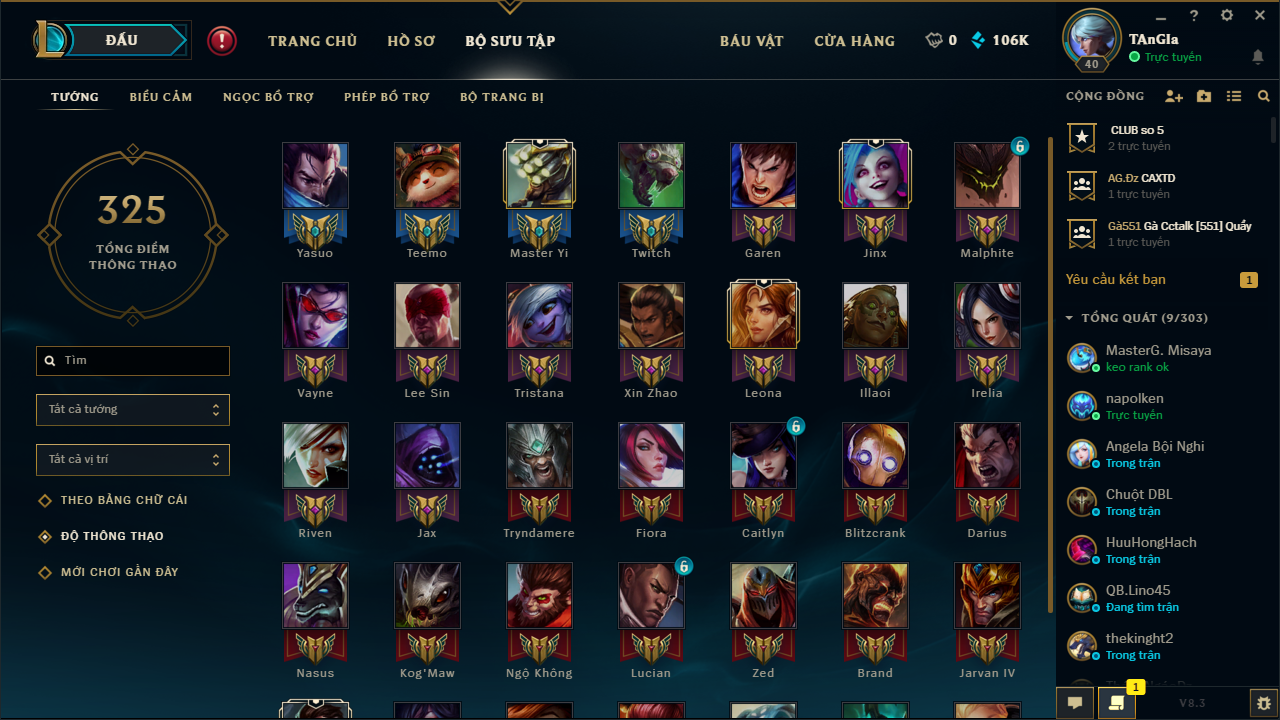 ĐẤU
!
TRANG CHỦ
HỒ SƠ
BỘ SƯU TẬP
BÁU VẬT
CỬA HÀNG
0
106K
?
TAnGIa
Trực tuyến
40
TƯỚNG
BIỂU CẢM
NGỌC BỔ TRỢ
PHÉP BỔ TRỢ
BỘ TRANG BỊ
325
TỔNG ĐIỂM
THÔNG THẠO
Tìm
Tất cả tướng
Tất cả vị trí
THEO BẢNG CHỮ CÁI
ĐỘ THÔNG THẠO
MỚI CHƠI GẦN ĐÂY
6
Yasuo
Teemo
Master Yi
Twitch
Garen
Jinx
Malphite
Vayne
Lee Sin
Tristana
Xin Zhao
Leona
Illaoi
Irelia
6
Riven
Jax
Tryndamere
Fiora
Caitlyn
Blitzcrank
Darius
6
Nasus
Kog'Maw
Ngộ Không
Lucian
Zed
Brand
Jarvan IV
CỘNG ĐỒNG
CLUB so 5
2 trực tuyến
AG.Đz CAXTD
1 trực tuyến
Gà551 Gà Cctalk [551] Quẩy
1 trực tuyến
Yêu cầu kết bạn
1
TỔNG QUÁT (9/303)
MasterG. Misaya
keo rank ok
napolken
Trực tuyến
Angela Bội Nghi
Trong trận
Chuột DBL
Trong trận
HuuHongHach
Trong trận
QB.Lino45
Đang tìm trận
thekinght2
Trong trận
1
V8.3